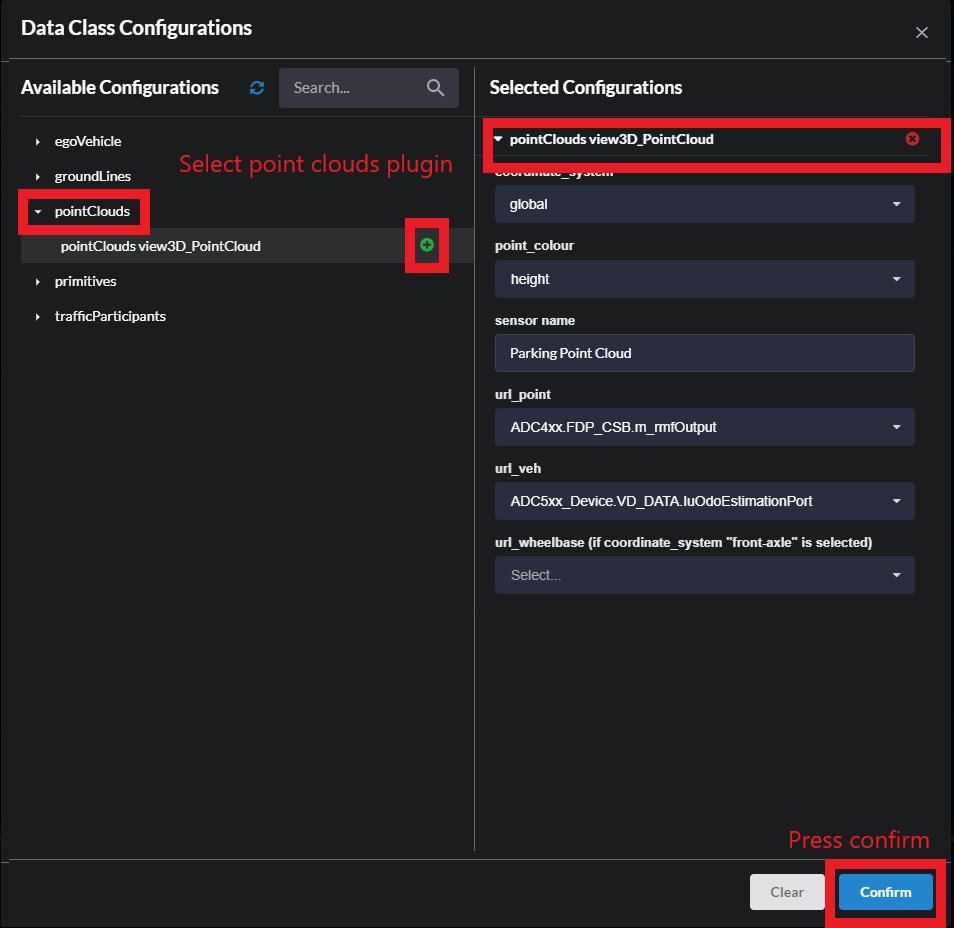 Data Class Configurations
Available Configurations
Search...
egoVehicle
Select point clouds plugin
groundLines
pointClouds
pointClouds view3D_PointCloud
primitives
trafficParticipants
Selected Configurations
pointClouds view3D_PointCloud
coordinate_system
global
point_colour
height
sensor name
Parking Point Cloud
url_point
ADC4xx.FDP_CSB.m_rmfOutput
url_veh
ADC5xx_Device.VD_DATA.IuOdoEstimationPort
url_wheelbase (if coordinate_system "front-axle" is selected)
Select...
Press confirm
Clear
Confirm